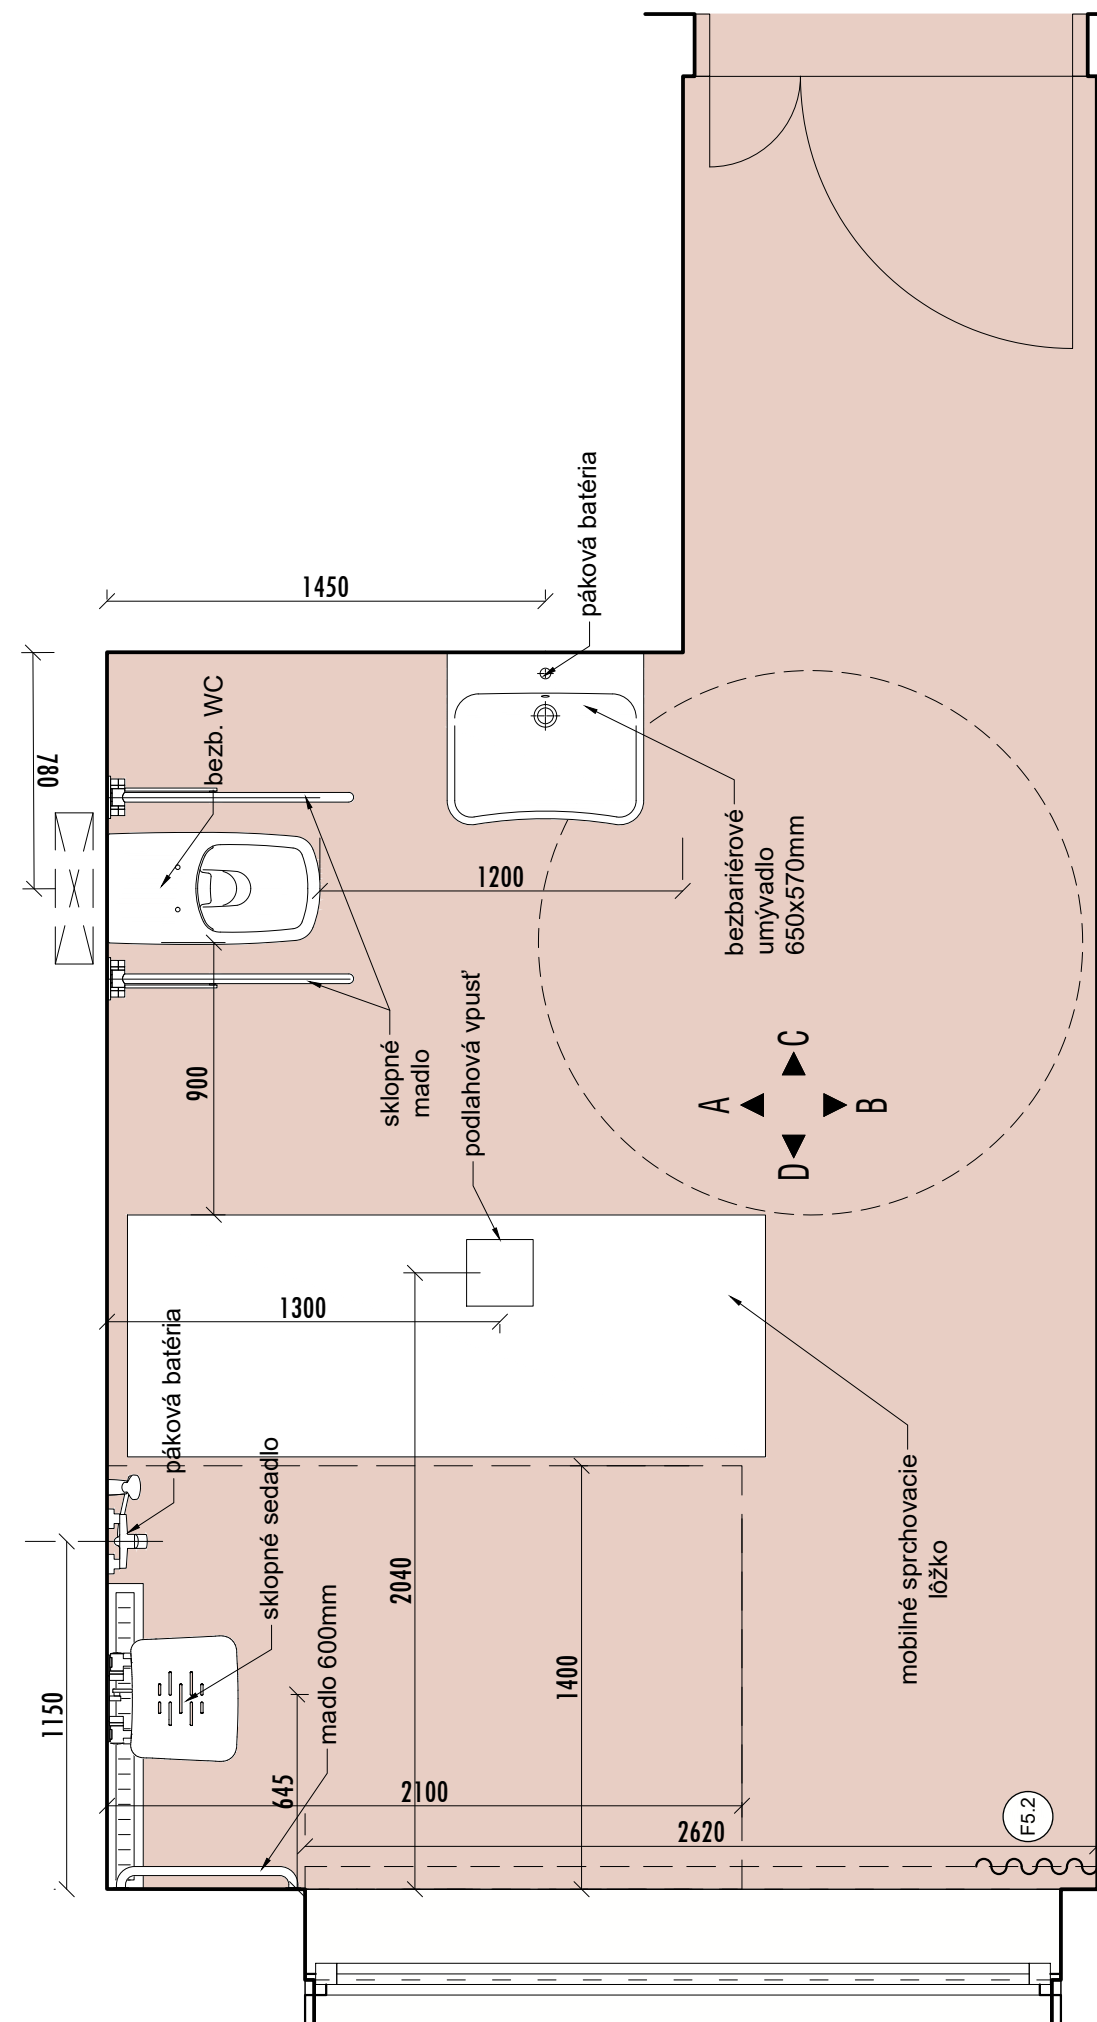 1450
páková batéria
780
bezb. WC
1200
bezbariérové
umývadlo
650x570mm
900
sklopné
madlo
podlahová vpusť
A
B
C
D
1300
páková batéria
sklopné sedadlo
madlo 600mm
2040
1400
mobilné sprchovacie
lôžko
1150
645
2100
2620
F5.2